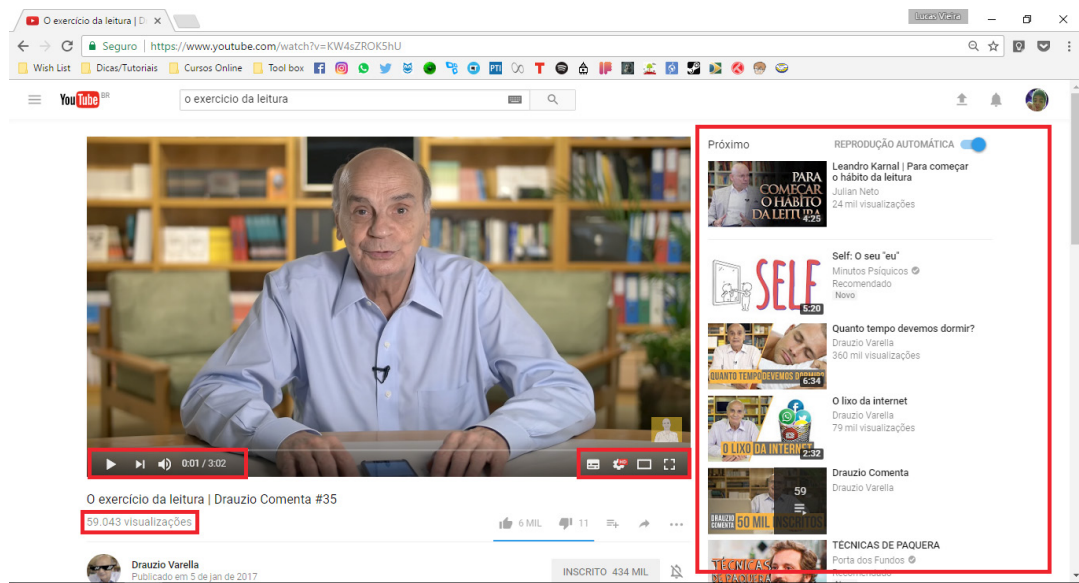 O exercício da leitura | D
Lucas Vieira
Seguro | https://www.youtube.com/watch?v=KW4sZROK5hU
Wish List Dicas/Tutoriais Cursos Online Tool box
YouTube BR
o exercicio da leitura
Próximo
REPRODUÇÃO AUTOMÁTICA
PARA
COMEÇAR
O HÁBITO
DA LEITURA
4:25
Leandro Karnal | Para começar
o hábito da leitura
Julian Neto
24 mil visualizações
SELF
5:20
Self: O seu "eu"
Minutos Psíquicos
Recomendado
Novo
QUANTO TEMPO DEVEMOS DORMIR?
6:34
Quanto tempo devemos dormir?
Drauzio Varella
360 mil visualizações
O LIXO DA INTERNET
2:32
O lixo da internet
Drauzio Varella
79 mil visualizações
59
DRAUZIO
COMENTA
50 MIL INSCRITOS
Drauzio Comenta
Drauzio Varella
TÉCNICAS
DE PAQUERA
TÉCNICAS DE PAQUERA
Porta dos Fundos
Recomendado
0:01 / 3:02
O exercício da leitura | Drauzio Comenta #35
59.043 visualizações
6 MIL
11
Drauzio Varella
Publicado em 5 de jan de 2017
INSCRITO 434 MIL